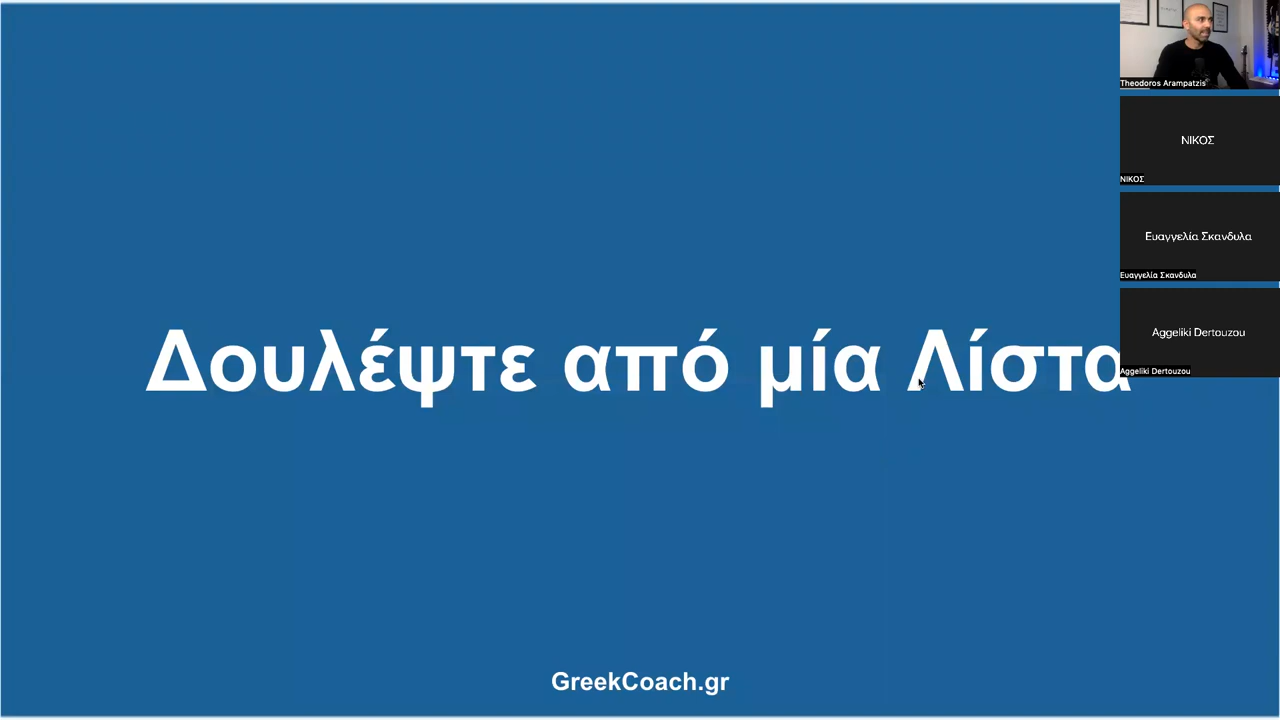 Theodoros Arampatzis
ΝΙΚΟΣ
ΝΙΚΟΣ
Ευαγγελία Σκανδυλα
Ευαγγελία Σκανδυλα
Aggeliki Dertouzou
Aggeliki Dertouzou
Δουλέψτε από μία Λίστα
GreekCoach.gr